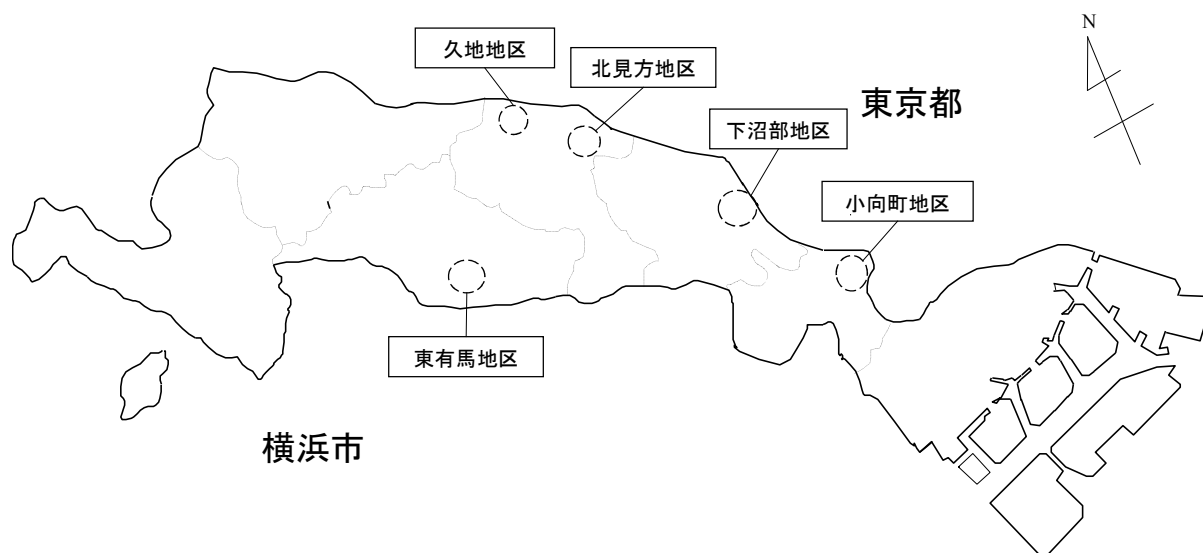 N
久地地区
北見方地区
東京都
下沼部地区
小向町地区
東有馬地区
横浜市